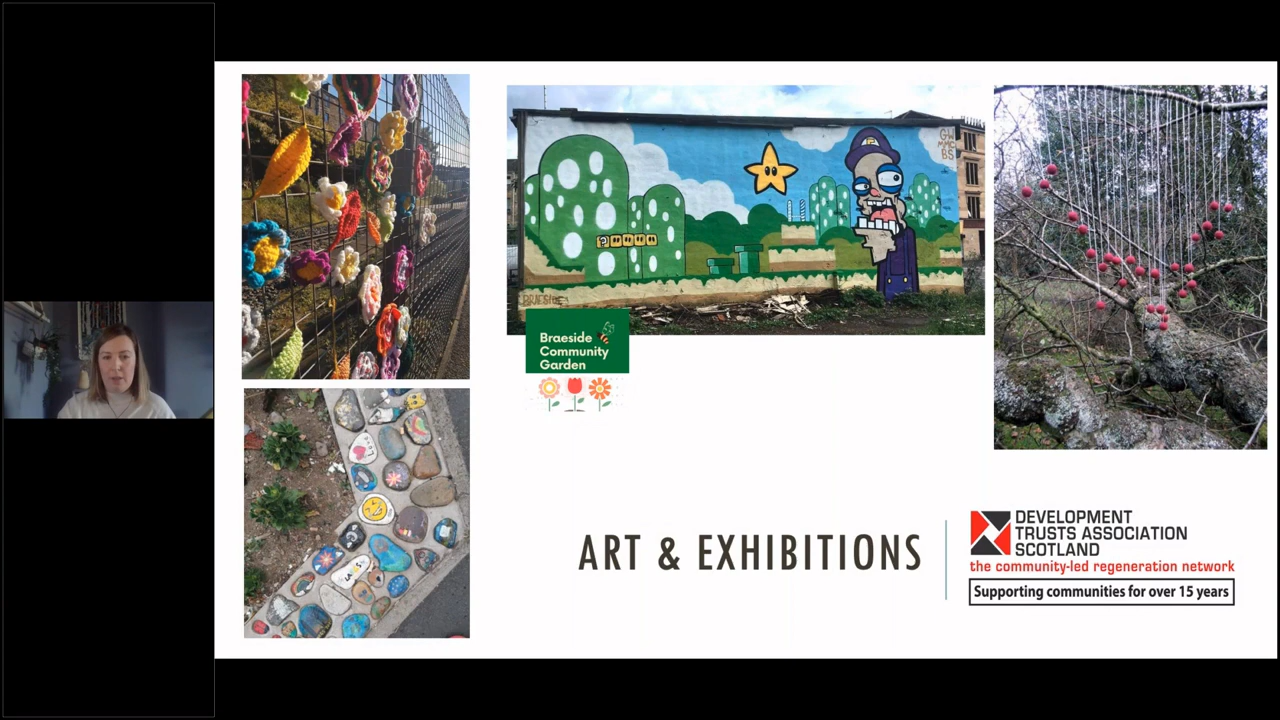 Braeside
Community
Garden
ART & EXHIBITIONS
DEVELOPMENT
TRUSTS ASSOCIATION
SCOTLAND
the community-led regeneration network
Supporting communities for over 15 years